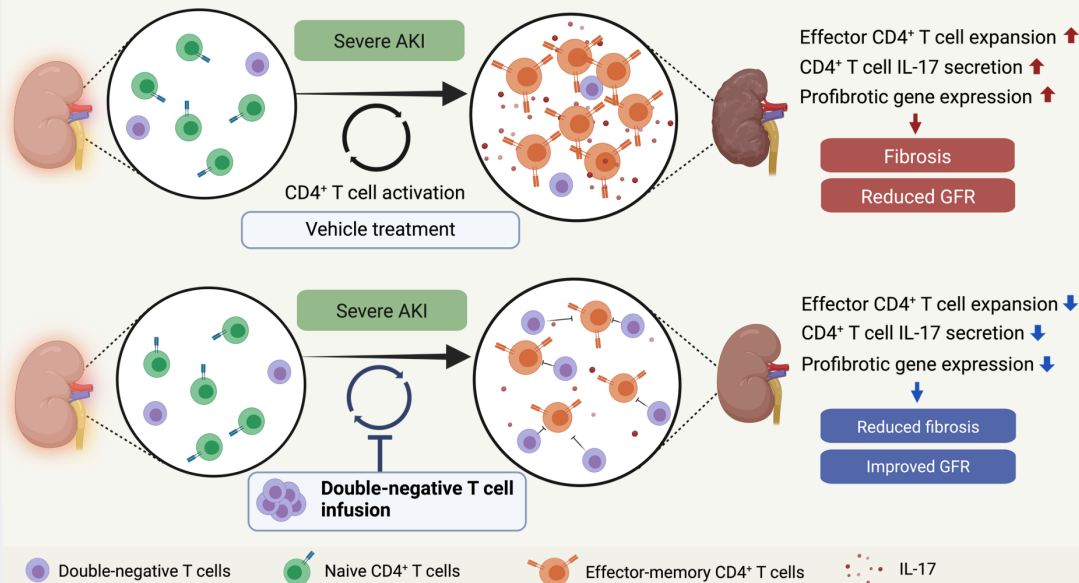 Severe AKI
CD4⁺ T cell activation
Vehicle treatment
Effector CD4⁺ T cell expansion
CD4⁺ T cell IL-17 secretion
Profibrotic gene expression
Fibrosis
Reduced GFR
Severe AKI
Double-negative T cell
infusion
Effector CD4⁺ T cell expansion
CD4⁺ T cell IL-17 secretion
Profibrotic gene expression
Reduced fibrosis
Improved GFR
Double-negative T cells
Naive CD4⁺ T cells
Effector-memory CD4⁺ T cells
IL-17